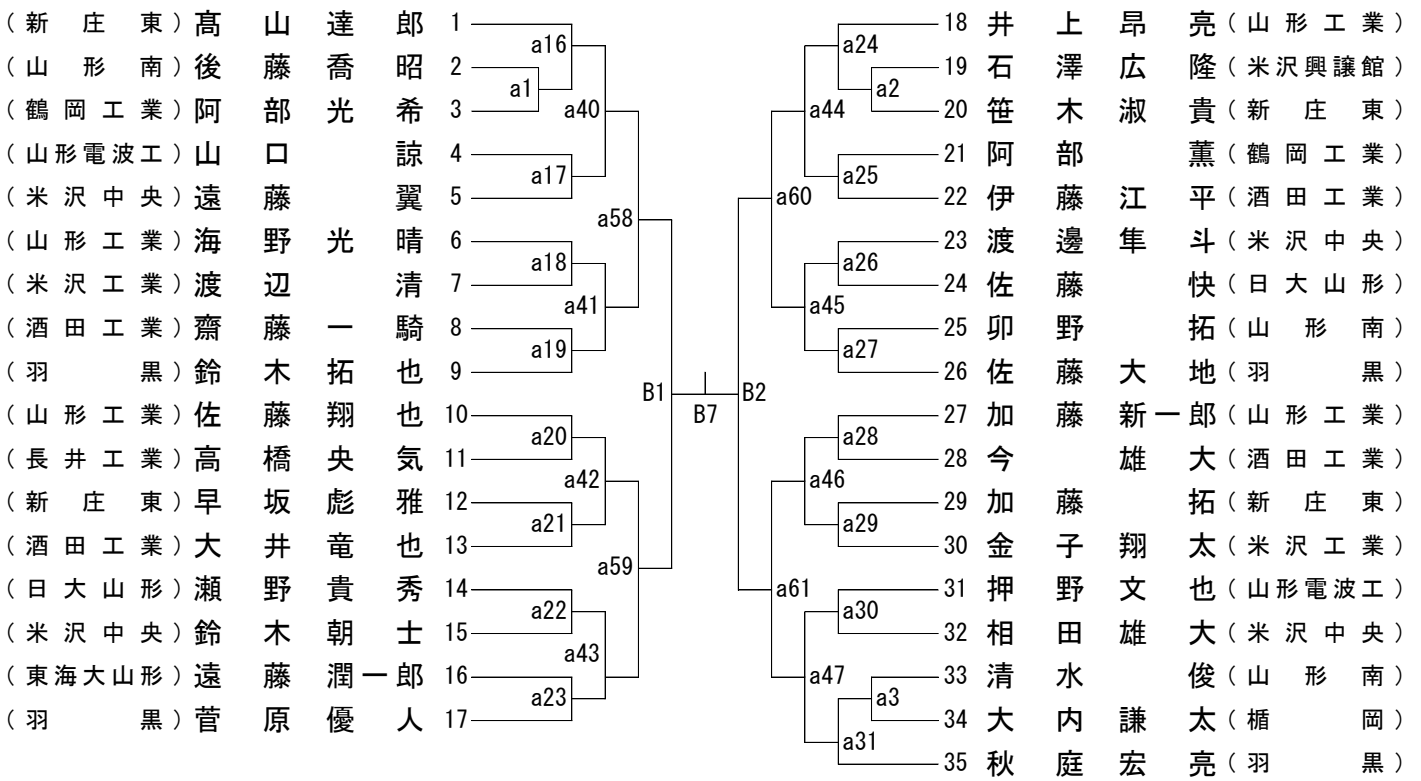 （新庄東）髙山達郎 1
（山形南）後藤喬昭 2
（鶴岡工業）阿部光希 3
（山形電波工）山口諒 4
（米沢中央）遠藤翼 5
（山形工業）海野光晴 6
（米沢工業）渡辺清 7
（酒田工業）齋藤一騎 8
（羽黒）鈴木拓也 9
（山形工業）佐藤翔也 10
（長井工業）高橋央気 11
（新庄東）早坂彪雅 12
（酒田工業）大井竜也 13
（日大山形）瀬野貴秀 14
（米沢中央）鈴木朝士 15
（東海大山形）遠藤潤一郎 16
（羽黒）菅原優人 17
a16
a1
a40
a17
a58
a18
a41
a19
B1
a20
a42
a21
a59
a22
a43
a23
B7
B2
a24
a2
a44
a25
a60
a26
a45
a27
a28
a46
a29
a61
a30
a47
a3
a31
18 井上昂亮（山形工業）
19 石澤広隆（米沢興譲館）
20 笹木淑貴（新庄東）
21 阿部薫（鶴岡工業）
22 伊藤江平（酒田工業）
23 渡邊隼斗（米沢中央）
24 佐藤快（日大山形）
25 卯野拓（山形南）
26 佐藤大地（羽黒）
27 加藤新一郎（山形工業）
28 今雄大（酒田工業）
29 加藤拓（新庄東）
30 金子翔太（米沢工業）
31 押野文也（山形電波工）
32 相田雄大（米沢中央）
33 清水俊（山形南）
34 大内謙太（楯岡）
35 秋庭宏亮（羽黒）